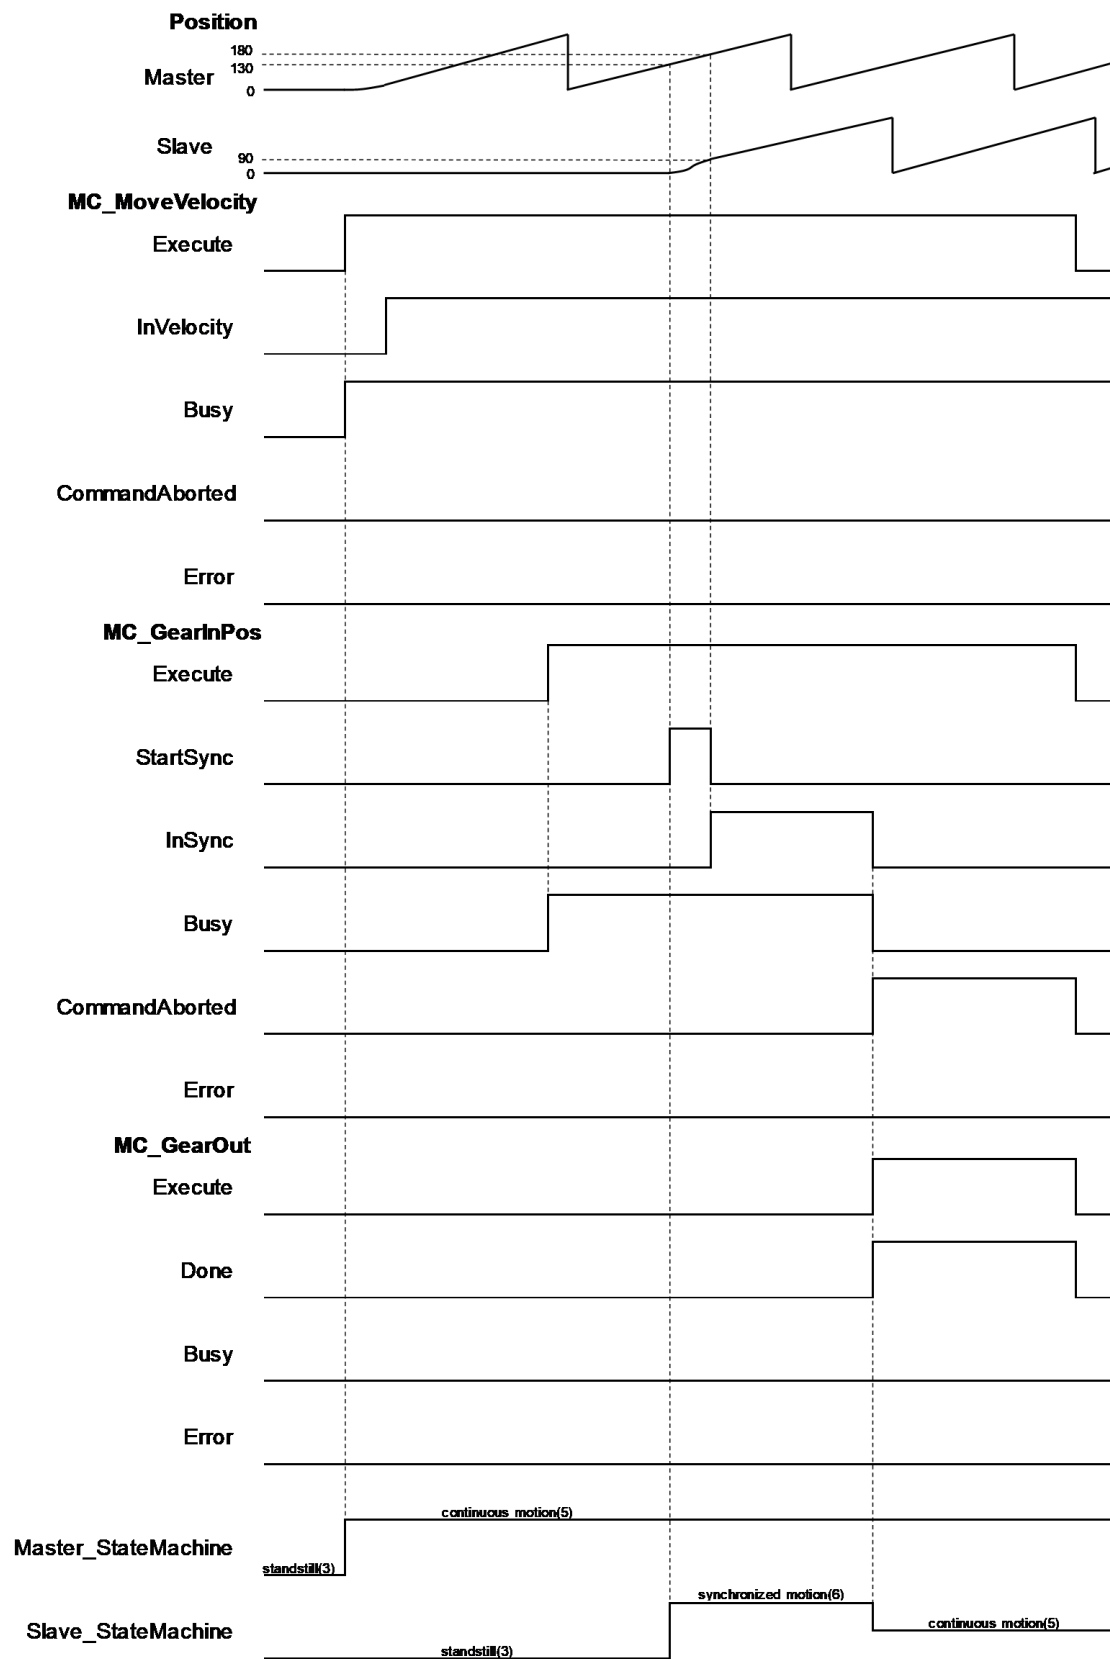 Position
180
130
Master
0
Slave
90
0
MC_MoveVelocity
Execute
InVelocity
Busy
CommandAborted
Error
MC_GearInPos
Execute
StartSync
InSync
Busy
CommandAborted
Error
MC_GearOut
Execute
Done
Busy
Error
continuous motion(5)
Master_StateMachine
standstill(3)
synchronized motion(6)
continuous motion(5)
Slave_StateMachine
standstill(3)